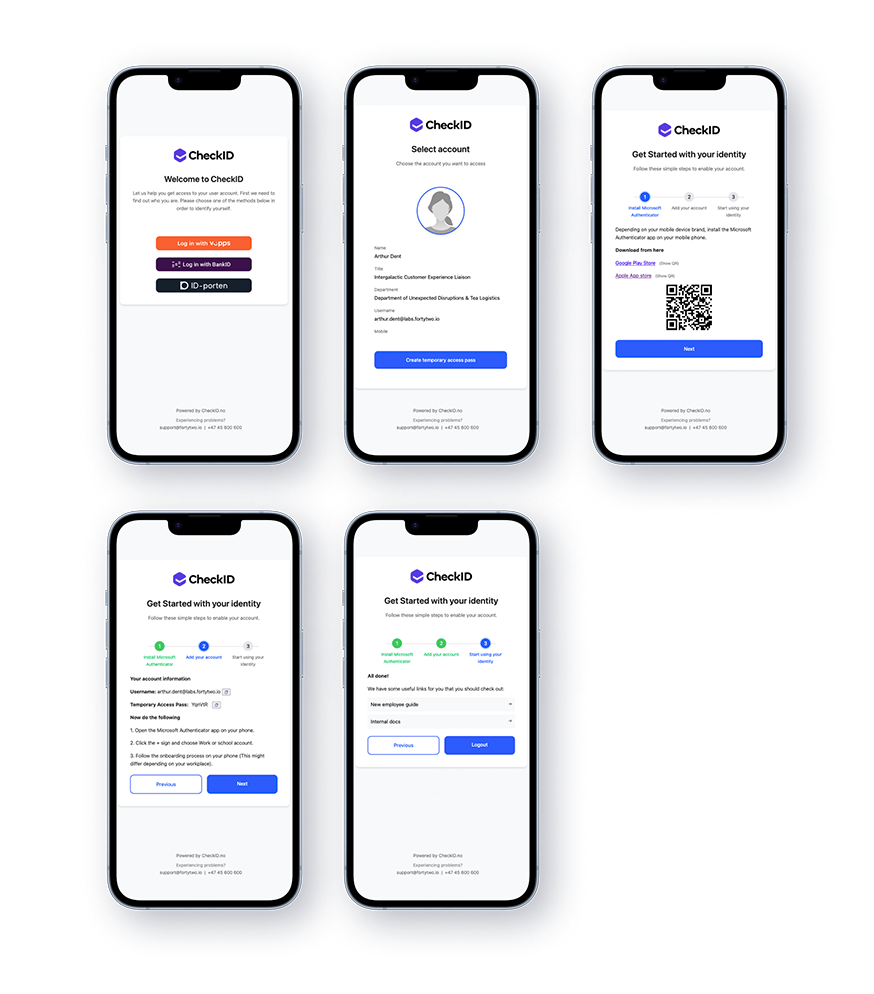 CheckID
Welcome to CheckID
Let us help you get access to your user account. First we need to
find out who you are. Please choose one of the methods below in
order to identify yourself.
Log in with Vipps
Log in with BankID
ID-porten
Powered by CheckID.no
Experiencing problems?
support@fortytwo.io | +47 45 600 600
CheckID
Select account
Choose the account you want to access
Name
Arthur Dent
Title
Intergalactic Customer Experience Liaison
Department
Department of Unexpected Disruptions & Tea Logistics
Username
arthur.dent@labs.fortytwo.io
Mobile
Create temporary access pass
Powered by CheckID.no
Experiencing problems?
support@fortytwo.io | +47 45 600 600
CheckID
Get Started with your identity
Follow these simple steps to enable your account.
1 2 3
Install Microsoft Authenticator
Add your account
Start using your identity
Depending on your mobile device brand, install the Microsoft
Authenticator app on your mobile phone.
Download from here
Google Play Store (Show QR)
Apple App store (Show QR)
Next
Powered by CheckID.no
Experiencing problems?
support@fortytwo.io | +47 45 600 600
CheckID
Get Started with your identity
Follow these simple steps to enable your account.
1 2 3
Install Microsoft Authenticator
Add your account
Start using your identity
Your account information
Username: arthur.dent@labs.fortytwo.io
Temporary Access Pass:
Now do the following
1. Open the Microsoft Authenticator app on your phone.
2. Click the + sign and choose Work or school account.
3. Follow the onboarding process on your phone (This might
differ depending on your workplace).
Previous
Next
Powered by CheckID.no
Experiencing problems?
support@fortytwo.io | +47 45 600 600
CheckID
Get Started with your identity
Follow these simple steps to enable your account.
1 2 3
Install Microsoft Authenticator
Add your account
Start using your identity
All done!
We have some useful links for you that you should check out:
New employee guide
Internal docs
Previous
Logout
Powered by CheckID.no
Experiencing problems?
support@fortytwo.io | +47 45 600 600